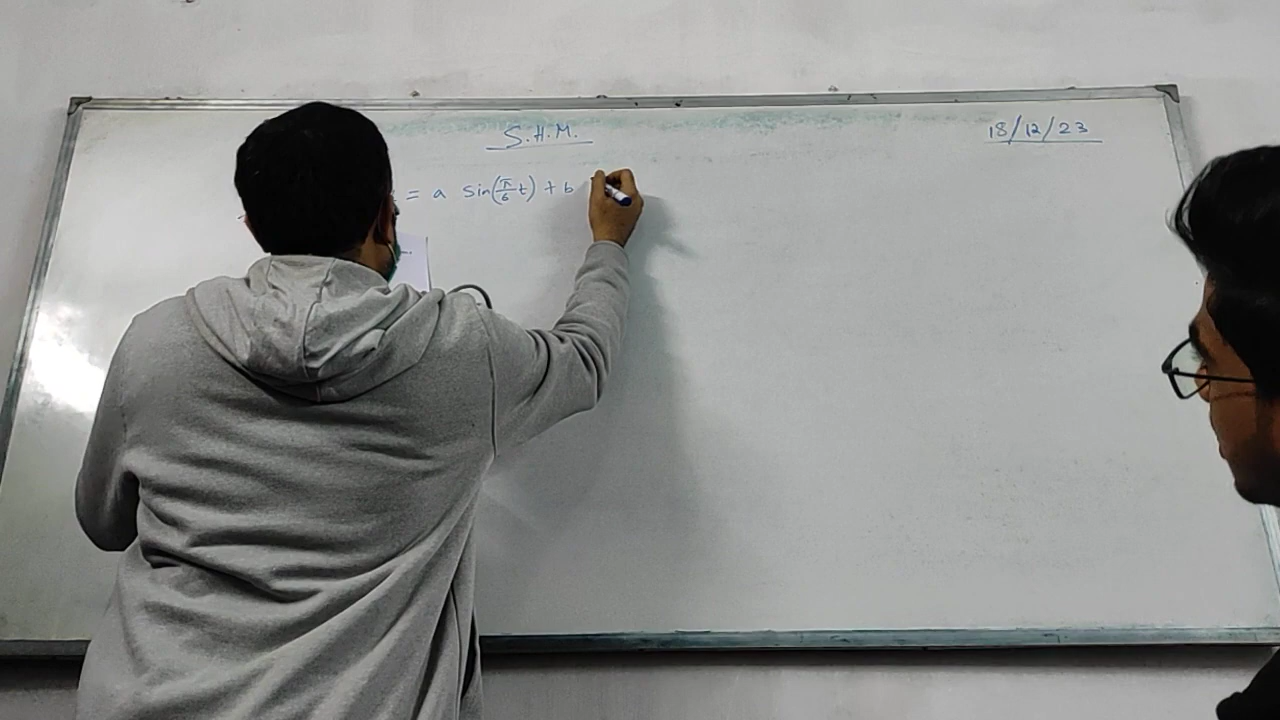 S.H.M.
18/12/23
= a sin(π/6 t) + b